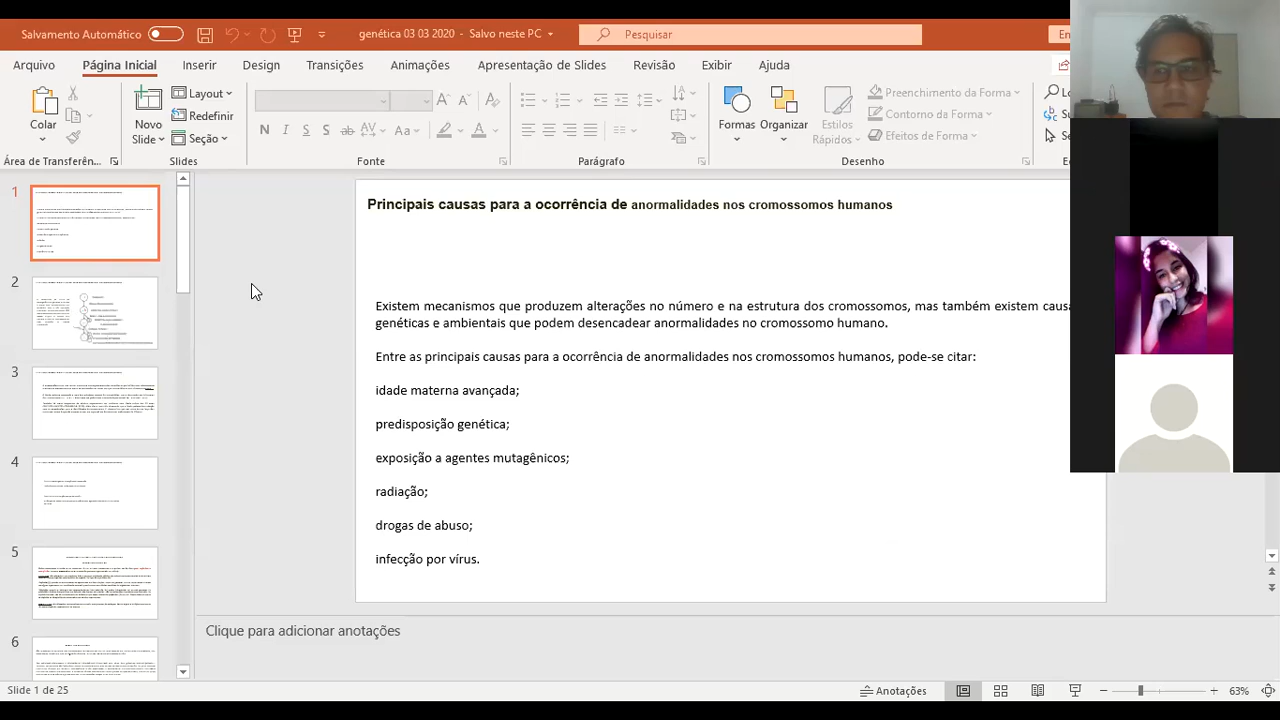 Salvamento Automático
genética 03 03 2020 - Salvo neste PC
Pesquisar
Arquivo Página Inicial Inserir Design Transições Animações Apresentação de Slides Revisão Exibir Ajuda
Colar
Novo Slide
Layout
Redefinir
Seção
Formas
Organizar
Estilos Rápidos
Preenchimento da Forma
Contorno da Forma
Efeitos de Forma
Área de Transferên...
Slides
Fonte
Parágrafo
Desenho
1
2
3
4
5
6
Principais causas para a ocorrência de anormalidades nos cromossomos humanos
Existem mecanismos que produzem alterações no número e na estrutura dos cromossomos, mas também existem causa
genéticas e ambientais que podem desencadear anormalidades no cromossomo humano.
Entre as principais causas para a ocorrência de anormalidades nos cromossomos humanos, pode-se citar:
idade materna avançada;
predisposição genética;
exposição a agentes mutagênicos;
radiação;
drogas de abuso;
infecção por vírus.
Clique para adicionar anotações
Slide 1 de 25
Anotações
63%